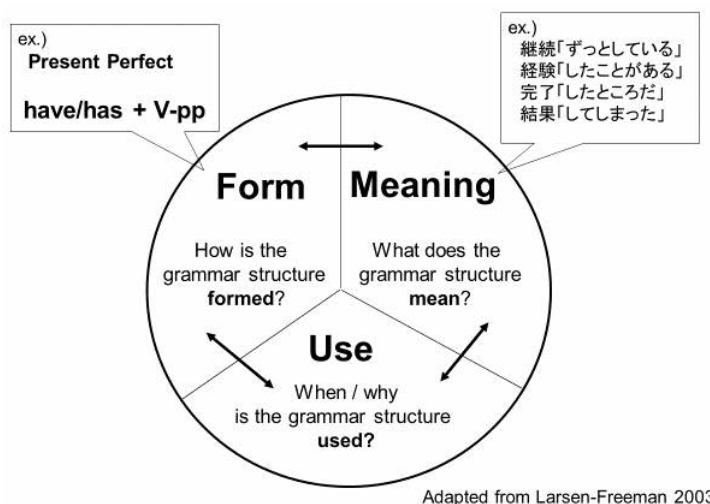 ex.)
Present Perfect
have/has + V-pp
ex.)
継続「ずっとしている」
経験「したことがある」
完了「したところだ」
結果「してしまった」
Form
How is the
grammar structure
formed?
Meaning
What does the
grammar structure
mean?
Use
When / why
is the grammar structure
used?
Adapted from Larsen-Freeman 2003